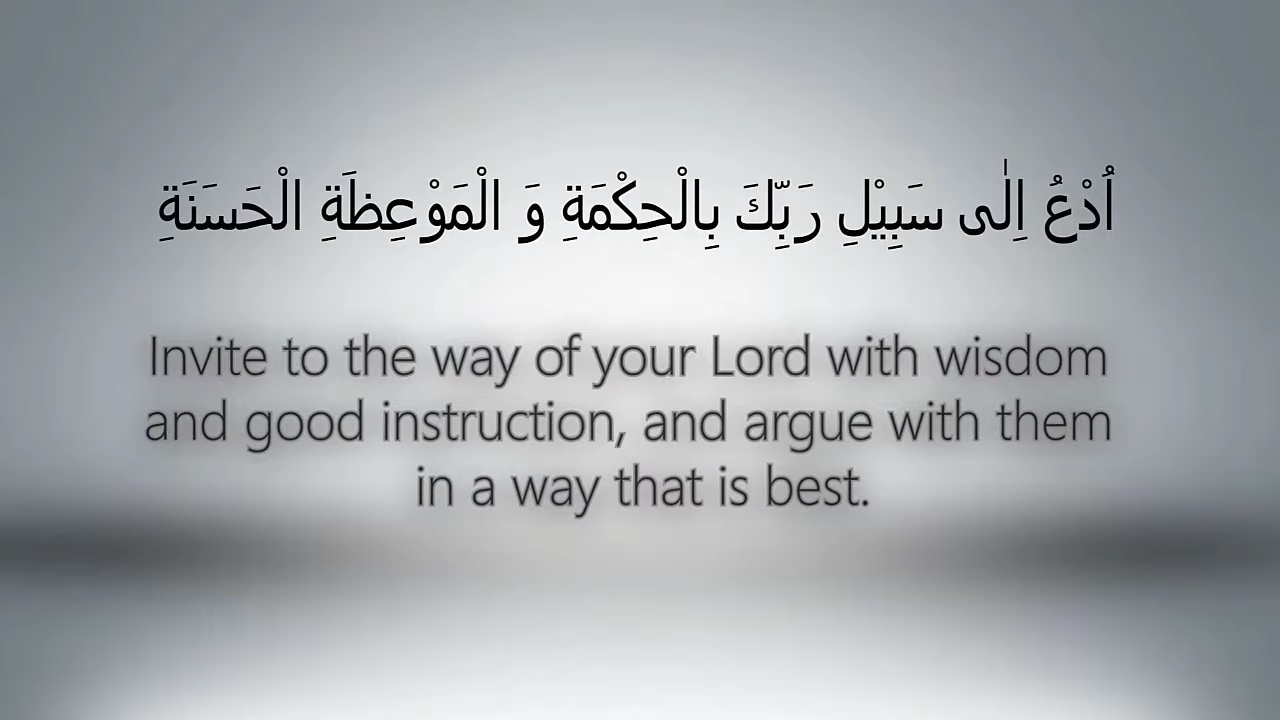 اُدْعُ اِلٰى سَبِيْلِ رَبِّكَ بِالْحِكْمَةِ وَ الْمَوْعِظَةِ الْحَسَنَةِ
Invite to the way of your Lord with wisdom
and good instruction, and argue with them
in a way that is best.